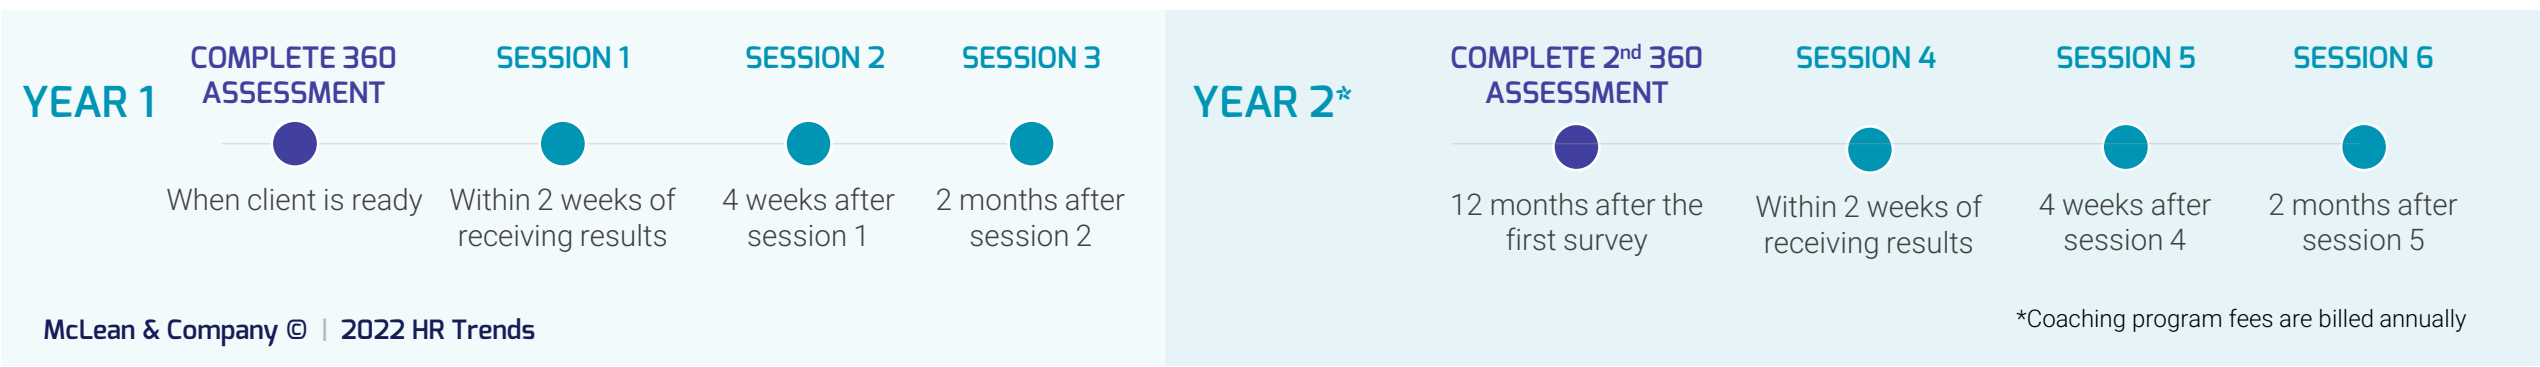 YEAR 1
COMPLETE 360
ASSESSMENT
When client is ready
SESSION 1
Within 2 weeks of
receiving results
SESSION 2
4 weeks after
session 1
SESSION 3
2 months after
session 2
McLean & Company © | 2022 HR Trends
YEAR 2*
COMPLETE 2nd 360
ASSESSMENT
12 months after the
first survey
SESSION 4
Within 2 weeks of
receiving results
SESSION 5
4 weeks after
session 4
SESSION 6
2 months after
session 5
*Coaching program fees are billed annually